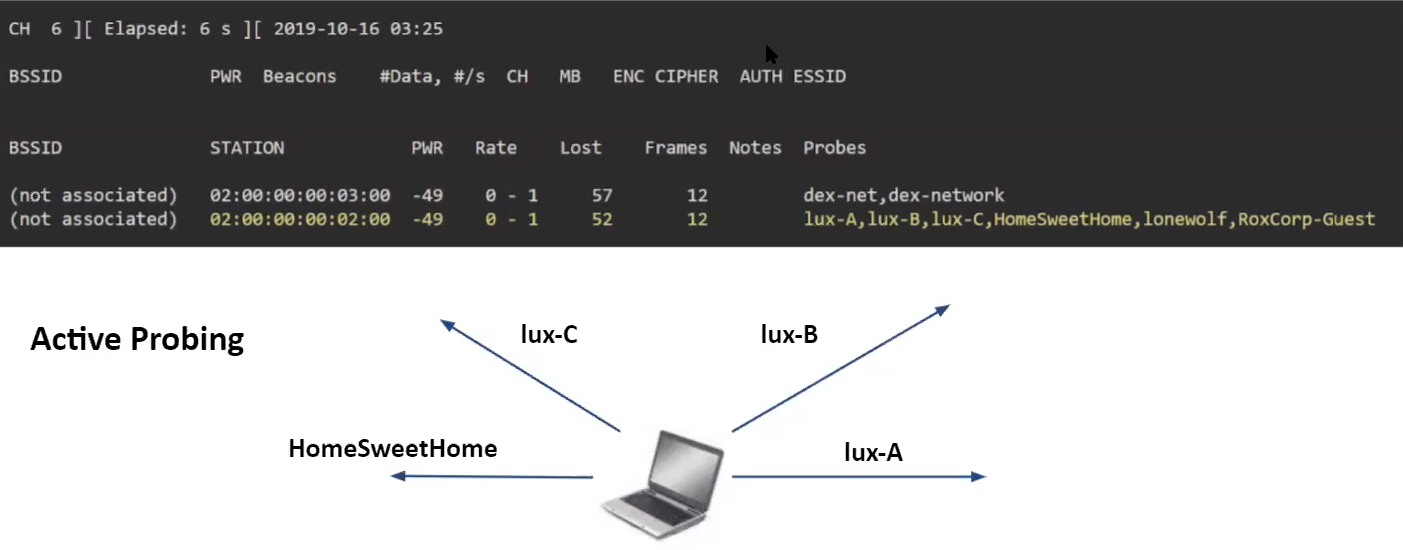 CH  6 ][ Elapsed: 6 s ][ 2019-10-16 03:25
BSSID              PWR  Beacons    #Data, #/s  CH   MB   ENC CIPHER  AUTH ESSID
BSSID              STATION            PWR   Rate    Lost    Frames  Notes  Probes
(not associated)   02:00:00:00:03:00  -49    0 - 1     57       12         dex-net,dex-network
(not associated)   02:00:00:00:02:00  -49    0 - 1     52       12         lux-A,lux-B,lux-C,HomeSweetHome,lonewolf,RoxCorp-Guest
Active Probing
lux-C
lux-B
HomeSweetHome
lux-A